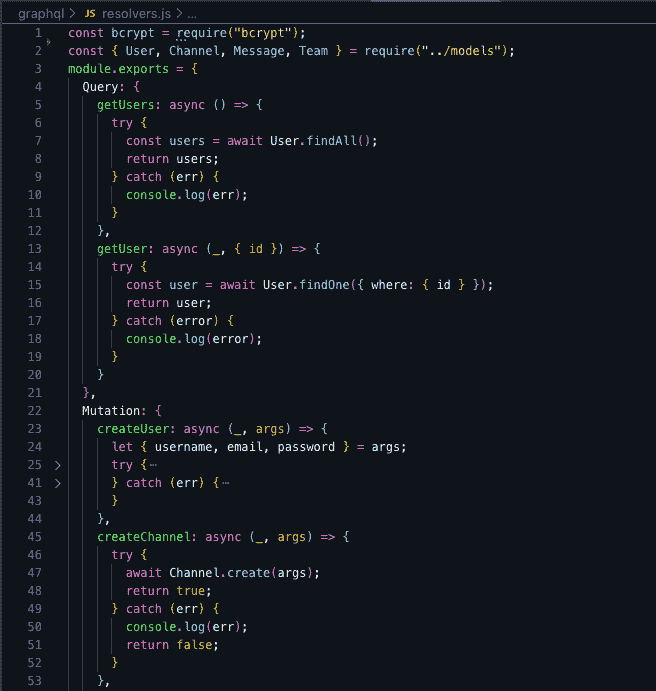 graphql > JS resolvers.js > ...
1 const bcrypt = require("bcrypt");
2 const { User, Channel, Message, Team } = require("../models");
3 module.exports = {
4   Query: {
5     getUsers: async () => {
6       try {
7         const users = await User.findAll();
8         return users;
9       } catch (err) {
10         console.log(err);
11       }
12     },
13     getUser: async (_, { id }) => {
14       try {
15         const user = await User.findOne({ where: { id } });
16         return user;
17       } catch (error) {
18         console.log(error);
19       }
20     }
21   },
22   Mutation: {
23     createUser: async (_, args) => {
24       let { username, email, password } = args;
25 >       try {⋯
41 >       } catch (err) {⋯
43       }
44     },
45     createChannel: async (_, args) => {
46       try {
47         await Channel.create(args);
48         return true;
49       } catch (err) {
50         console.log(err);
51         return false;
52       }
53     },